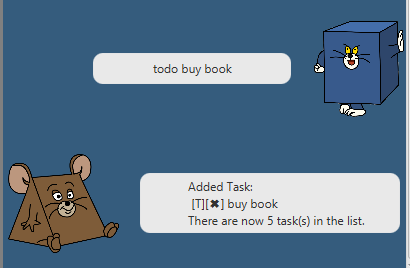 todo buy book
Added Task:
[T][✖] buy book
There are now 5 task(s) in the list.